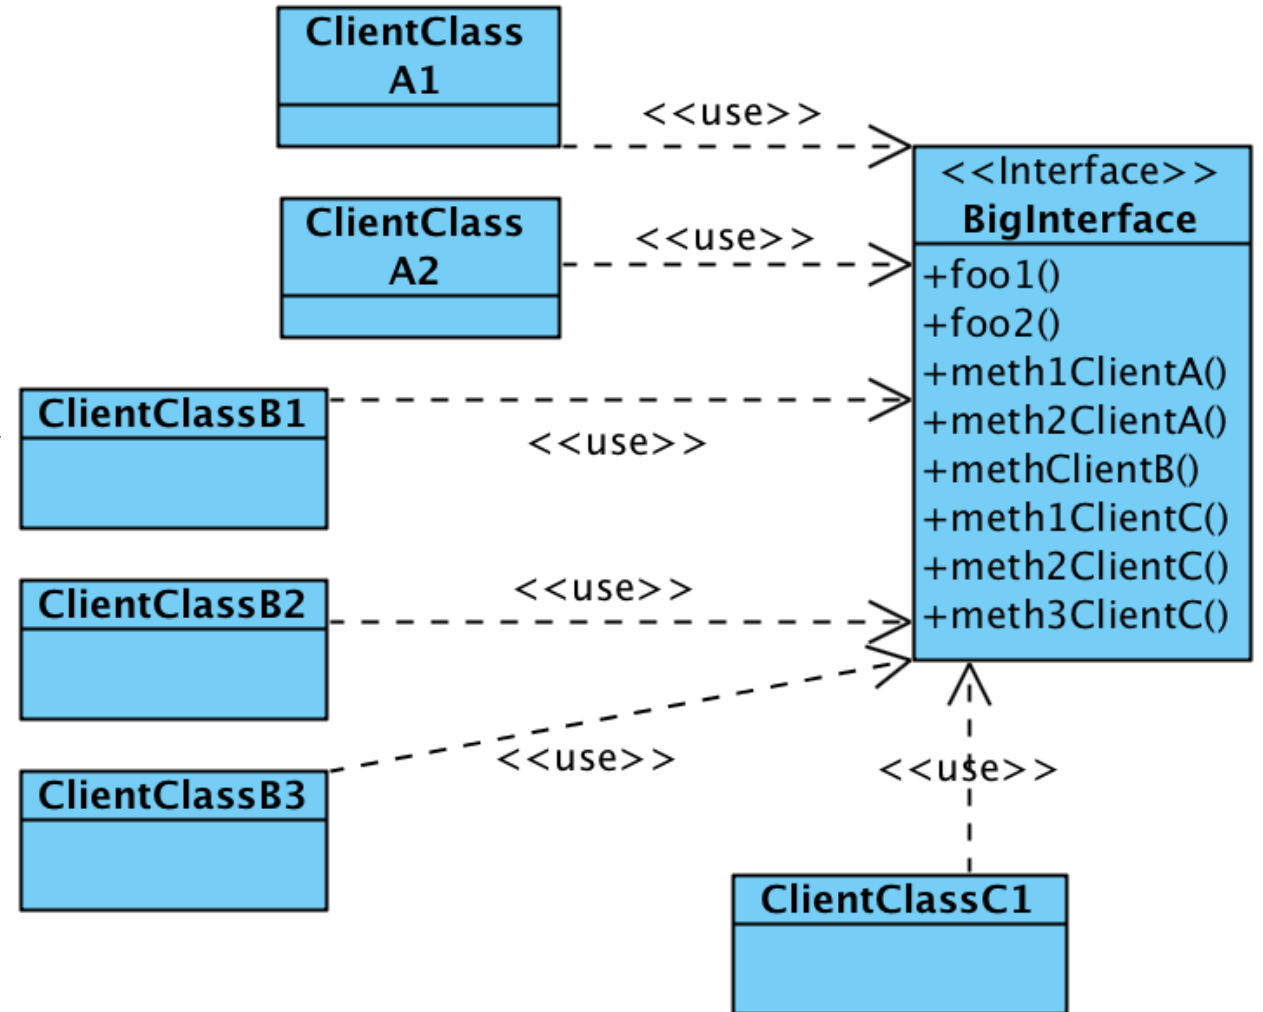 ClientClass
A1
<<use>>
<<Interface>>
BigInterface
+foo1()
+foo2()
+meth1ClientA()
+meth2ClientA()
+methClientB()
+meth1ClientC()
+meth2ClientC()
+meth3ClientC()
ClientClass
A2
<<use>>
ClientClassB1
<<use>>
ClientClassB2
<<use>>
ClientClassB3
<<use>>
<<use>>
ClientClassC1